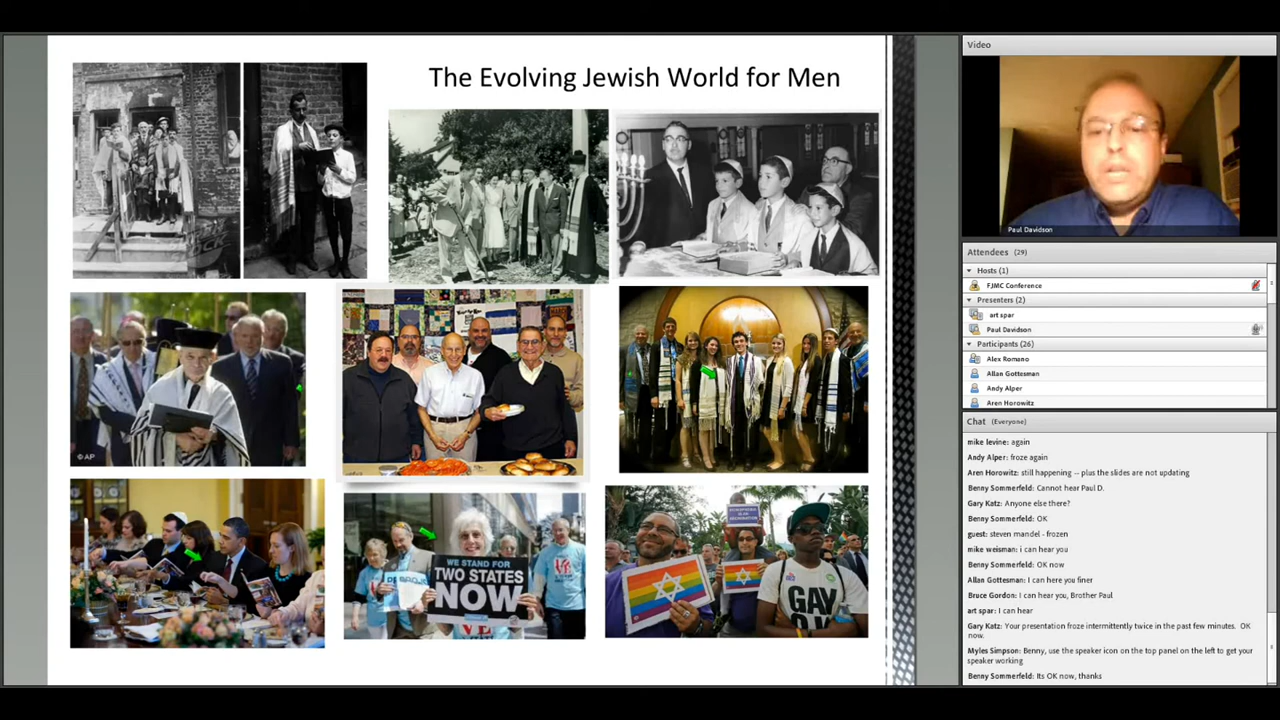 The Evolving Jewish World for Men
© AP
WE STAND FOR
TWO STATES
NOW
GAY
Video
Paul Davidson
Attendees (29)
Hosts (1)
FJMC Conference
Presenters (2)
art spar
Paul Davidson
Participants (26)
Alex Romano
Allan Gottesman
Andy Alper
Aren Horowitz
Chat (Everyone)
mike levine: again
Andy Alper: froze again
Aren Horowitz: still happening -- plus the slides are not updating
Benny Sommerfeld: Cannot hear Paul D.
Gary Katz: Anyone else there?
Benny Sommerfeld: OK
guest: steven mandel - frozen
mike weisman: i can hear you
Benny Sommerfeld: OK now
Allan Gottesman: I can here you finer
Bruce Gordon: I can hear you, Brother Paul
art spar: I can hear
Gary Katz: Your presentation froze intermittently twice in the past few minutes. OK
now.
Myles Simpson: Benny, use the speaker icon on the top panel on the left to get your
speaker working
Benny Sommerfeld: Its OK now, thanks